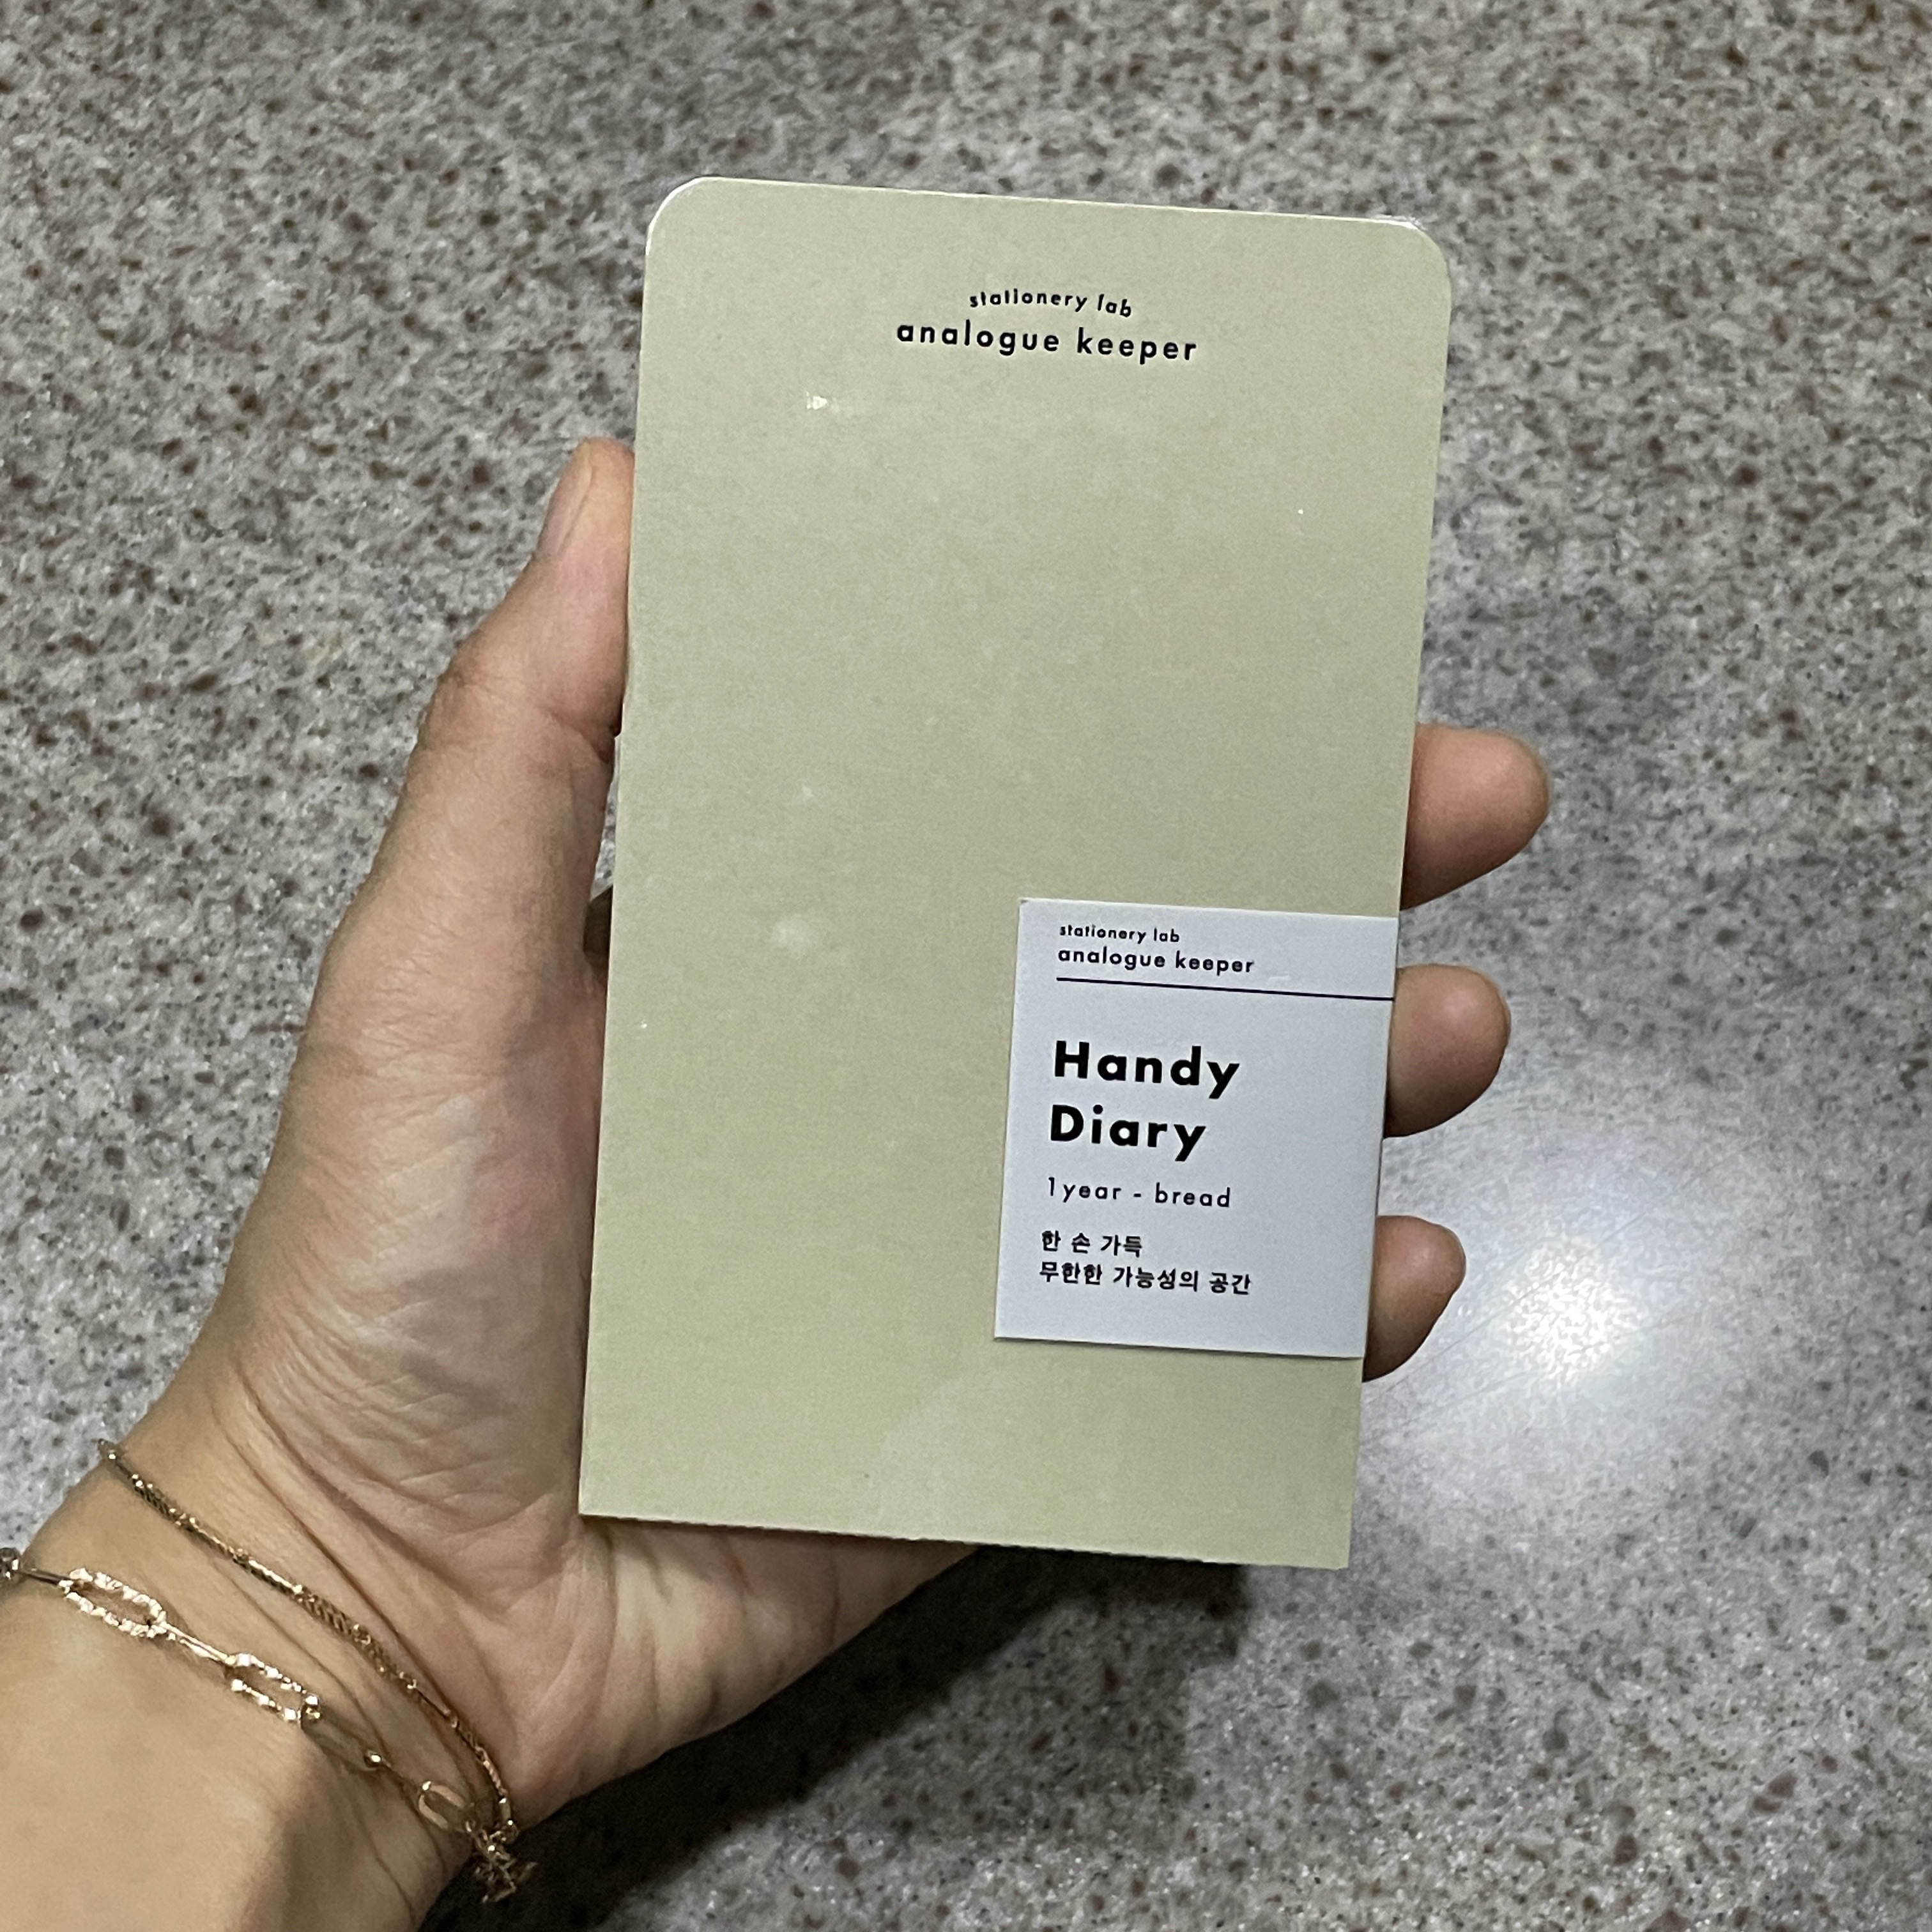 stationery lab
analogue keeper
stationery lab
analogue keeper
Handy
Diary
1year - bread
한 손 가득
무한한 가능성의 공간